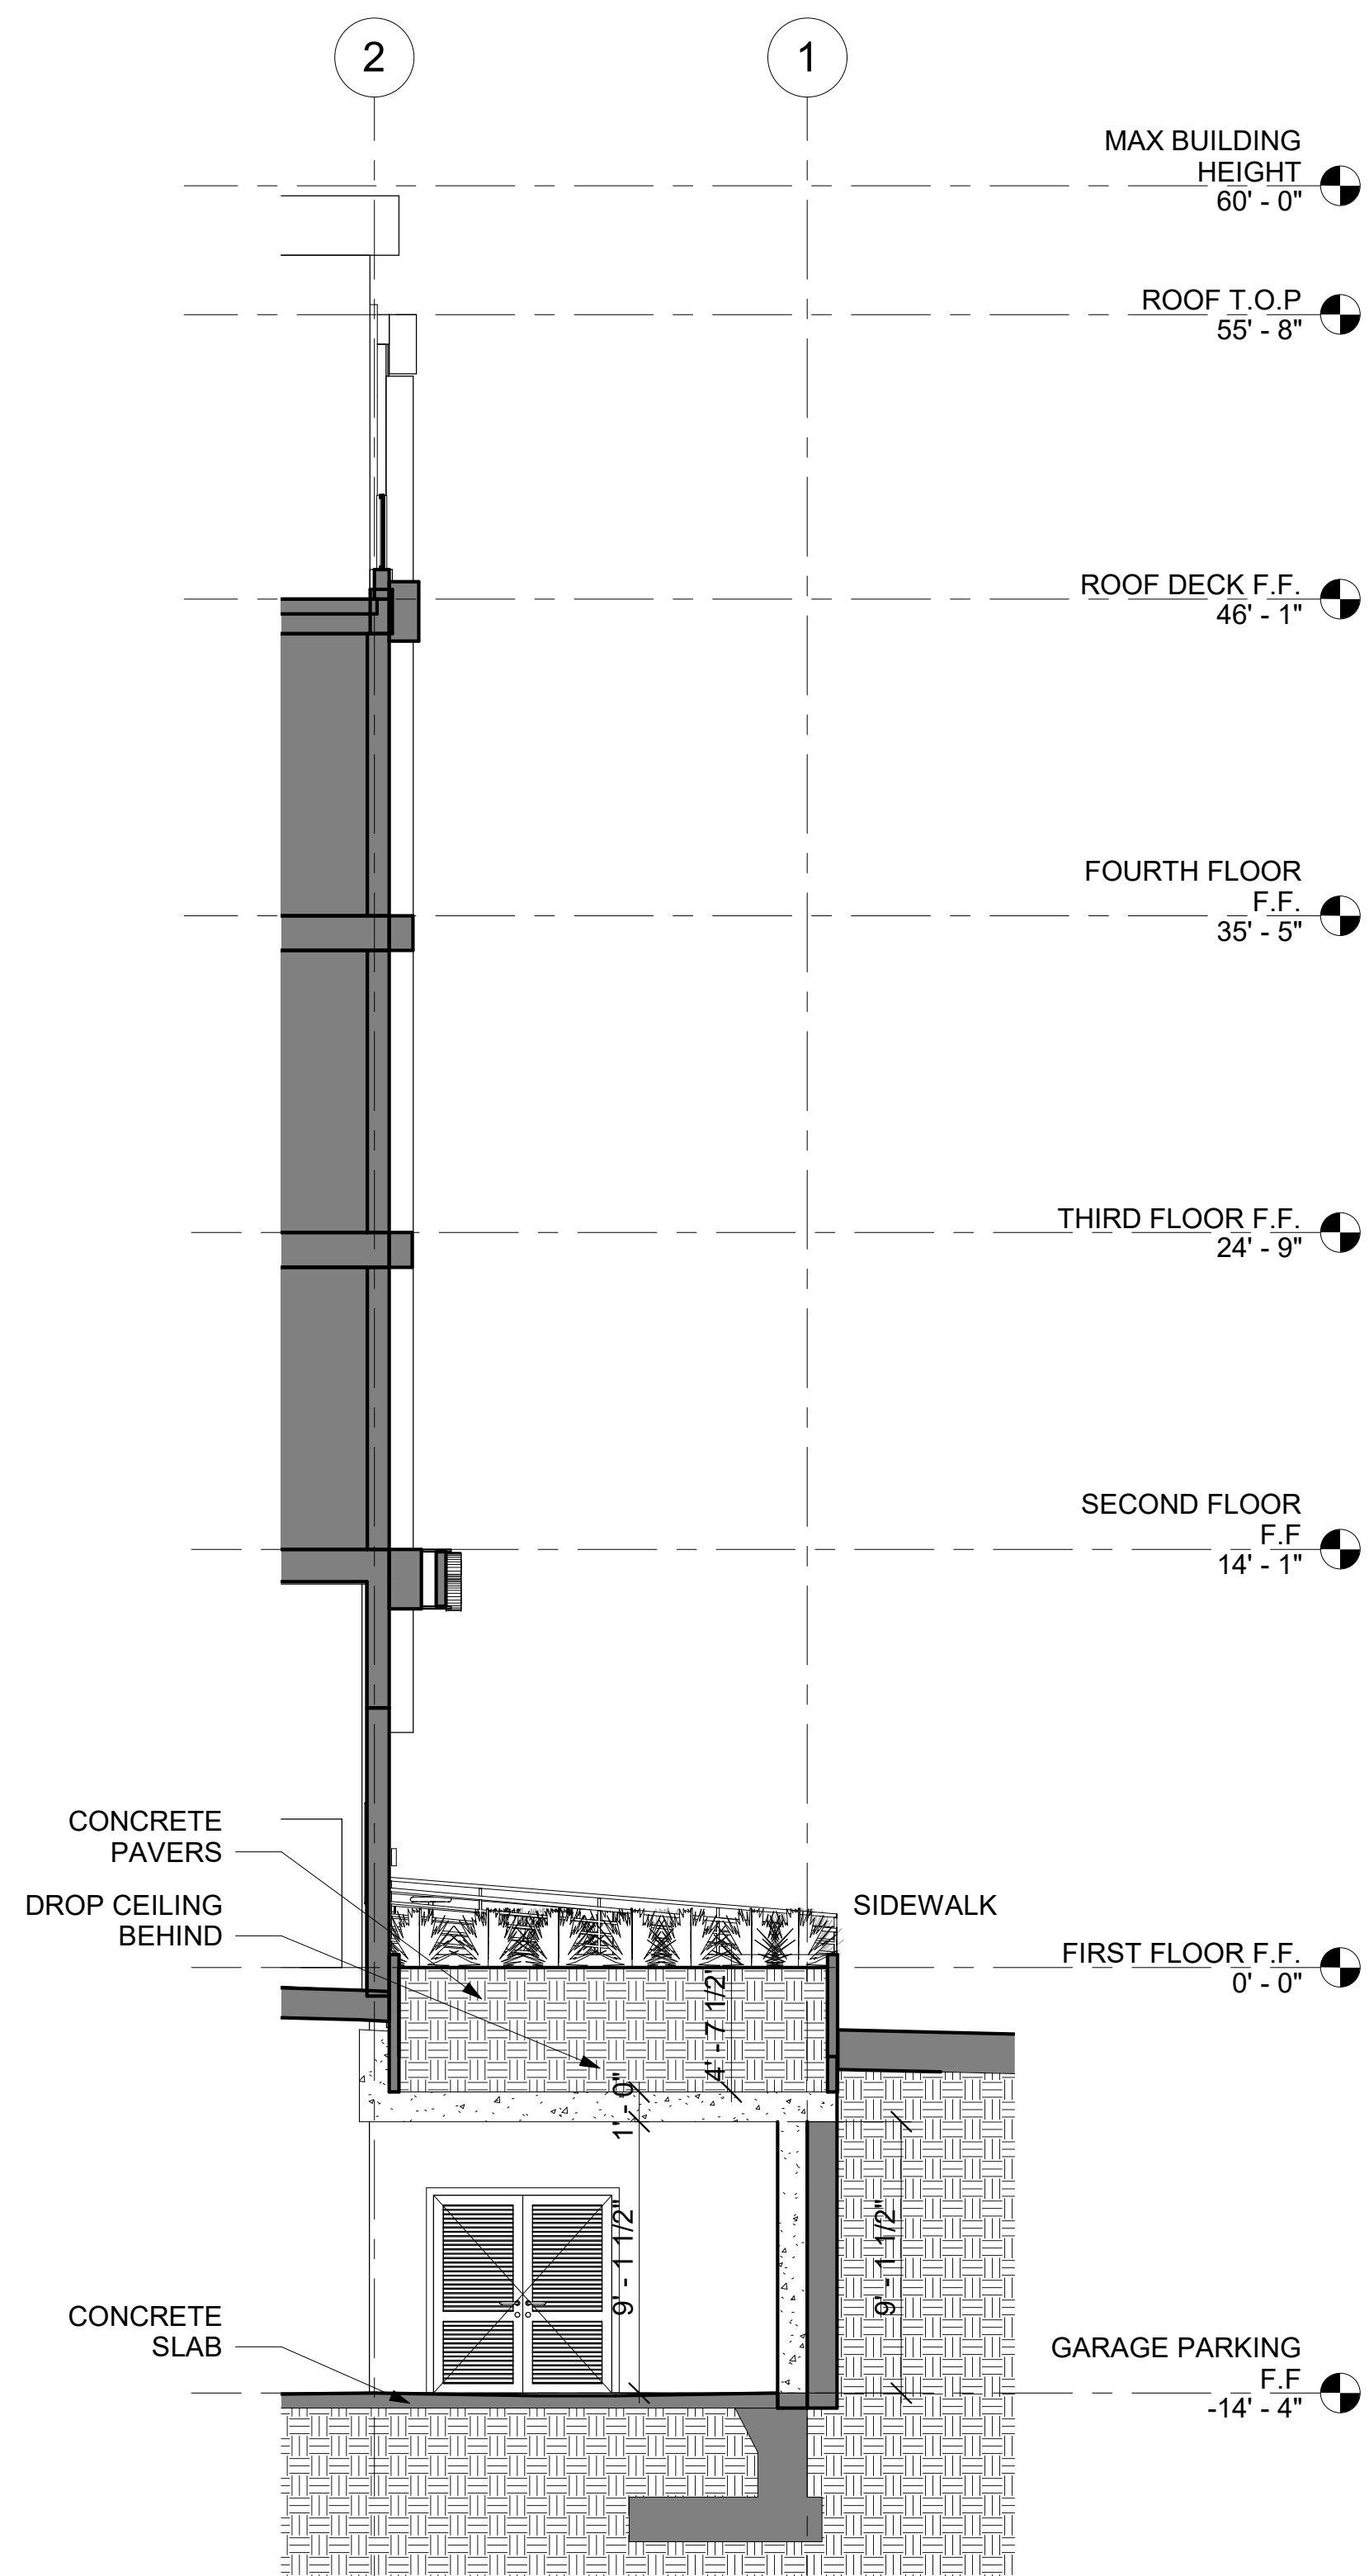 2
1
MAX BUILDING
HEIGHT
60' - 0"
ROOF T.O.P
55' - 8"
ROOF DECK F.F.
46' - 1"
FOURTH FLOOR
F.F.
35' - 5"
THIRD FLOOR F.F.
24' - 9"
SECOND FLOOR
F.F
14' - 1"
CONCRETE
PAVERS
DROP CEILING
BEHIND
SIDEWALK
FIRST FLOOR F.F.
0' - 0"
4' - 7 1/2"
1' - 0"
9' - 1 1/2"
9' - 1 1/2"
CONCRETE
SLAB
GARAGE PARKING
F.F
-14' - 4"